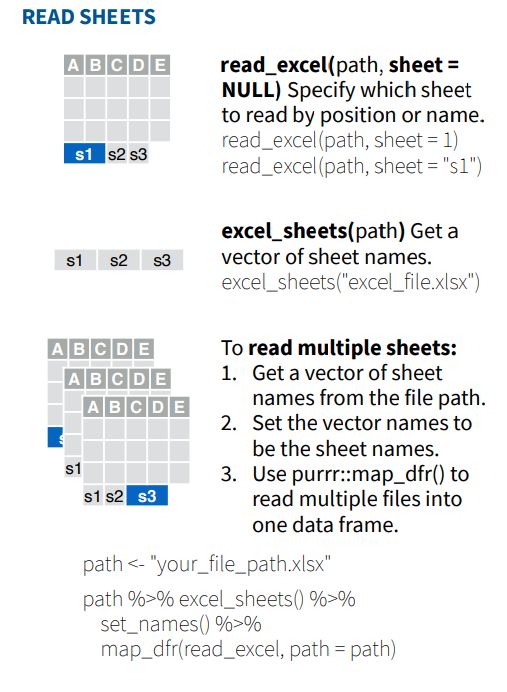 READ SHEETS
A B C D E
s1 s2 s3
read_excel(path, sheet =
NULL) Specify which sheet
to read by position or name.
read_excel(path, sheet = 1)
read_excel(path, sheet = "s1")
s1 s2 s3
excel_sheets(path) Get a
vector of sheet names.
excel_sheets("excel_file.xlsx")
A B C D E
A B C D E
A B C D E
s1
s1 s2 s3
To read multiple sheets:
1. Get a vector of sheet
names from the file path.
2. Set the vector names to
be the sheet names.
3. Use purrr::map_dfr() to
read multiple files into
one data frame.
path <- "your_file_path.xlsx"
path %>% excel_sheets() %>%
set_names() %>%
map_dfr(read_excel, path = path)